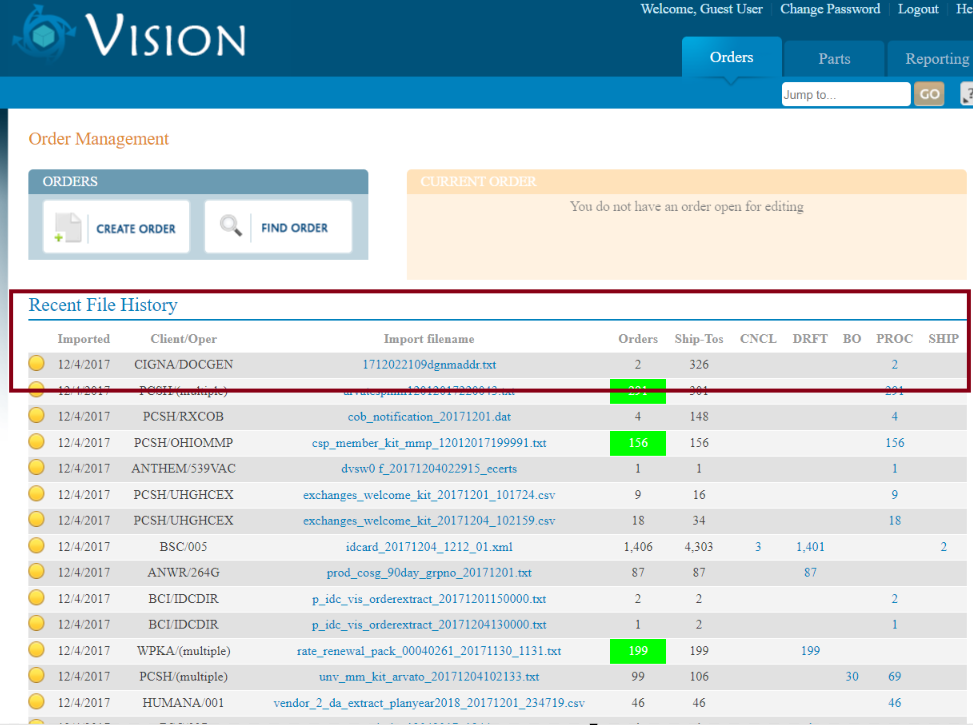 Welcome, Guest User Change Password Logout He
VISION
Orders Parts Reporting
Jump to... GO ?
Order Management
ORDERS CURRENT ORDER
You do not have an order open for editing
CREATE ORDER FIND ORDER
Recent File History
Imported Client/Oper Import filename Orders Ship-Tos CNCL DRFT BO PROC SHIP
12/4/2017 CIGNA/DOCGEN 1712022109dgnmaddr.txt 2 326 2
12/4/2017 PCSH/(multiple) 291 301 291
12/4/2017 PCSH/RXCOB cob_notification_20171201.dat 4 148 4
12/4/2017 PCSH/OHIOMMP csp_member_kit_mmp_12012017199991.txt 156 156 156
12/4/2017 ANTHEM/539VAC dvsw0 f_20171204022915_ecerts 1 1 1
12/4/2017 PCSH/UHGHCEX exchanges_welcome_kit_20171201_101724.csv 9 16 9
12/4/2017 PCSH/UHGHCEX exchanges_welcome_kit_20171204_102159.csv 18 34 18
12/4/2017 BSC/005 idcard_20171204_1212_01.xml 1,406 4,303 3 1,401 2
12/4/2017 ANWR/264G prod_cosg_90day_grpno_20171201.txt 87 87 87
12/4/2017 BCI/IDCDIR p_idc_vis_orderextract_20171201150000.txt 2 2 2
12/4/2017 BCI/IDCDIR p_idc_vis_orderextract_20171204130000.txt 1 2 1
12/4/2017 WPKA/(multiple) rate_renewal_pack_00040261_20171130_1131.txt 199 199 199
12/4/2017 PCSH/(multiple) unv_mm_kit_arvato_20171204102133.txt 99 106 30 69
12/4/2017 HUMANA/001 vendor_2_da_extract_planyear2018_20171201_234719.csv 46 46 46